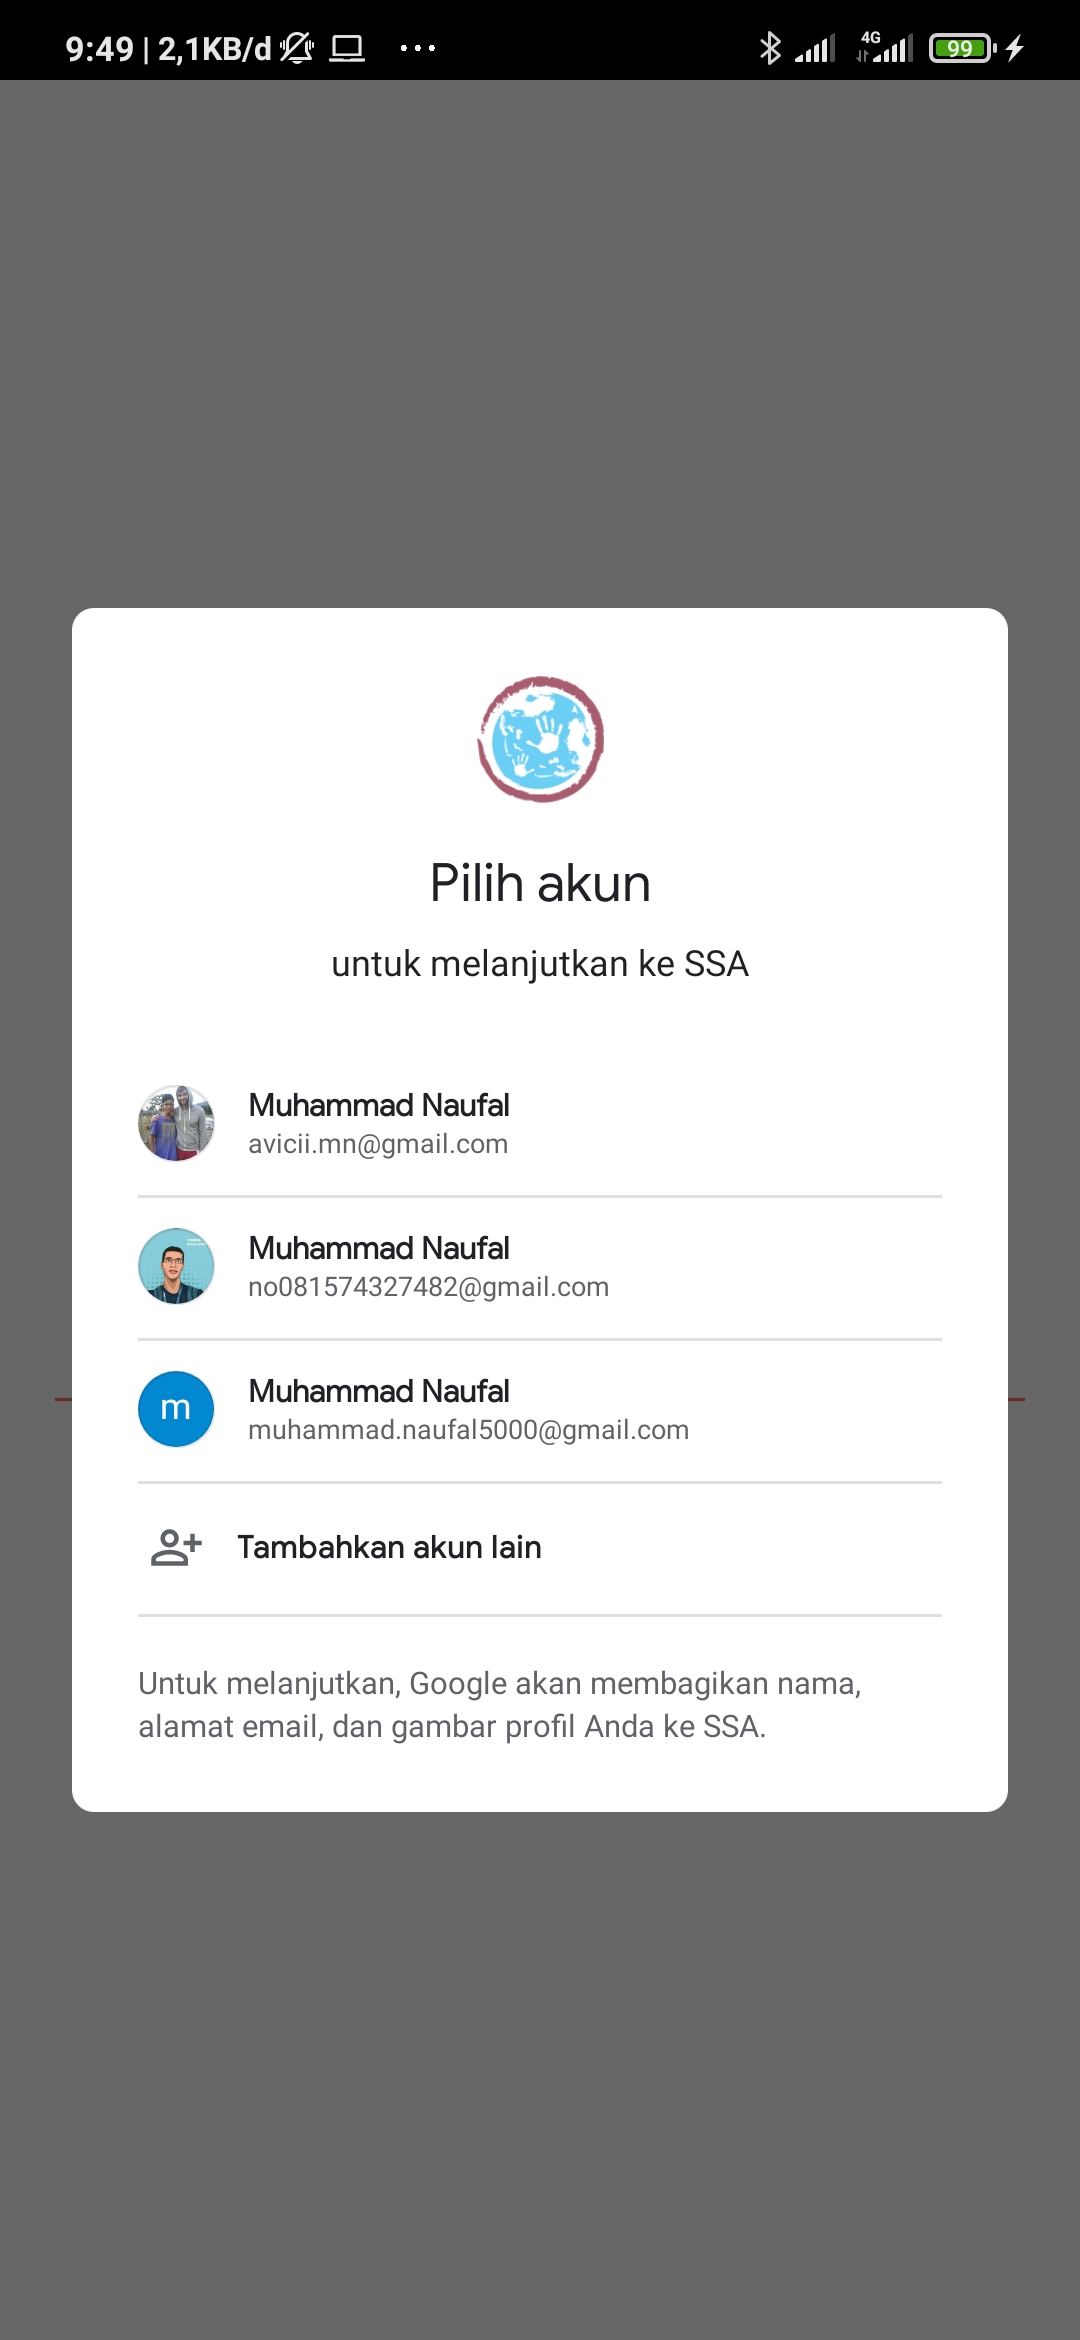 9:49 | 2,1KB/d ... 4G 99
Pilih akun
untuk melanjutkan ke SSA
Muhammad Naufal
avicii.mn@gmail.com
Muhammad Naufal
no081574327482@gmail.com
m
Muhammad Naufal
muhammad.naufal5000@gmail.com
Tambahkan akun lain
Untuk melanjutkan, Google akan membagikan nama,
alamat email, dan gambar profil Anda ke SSA.